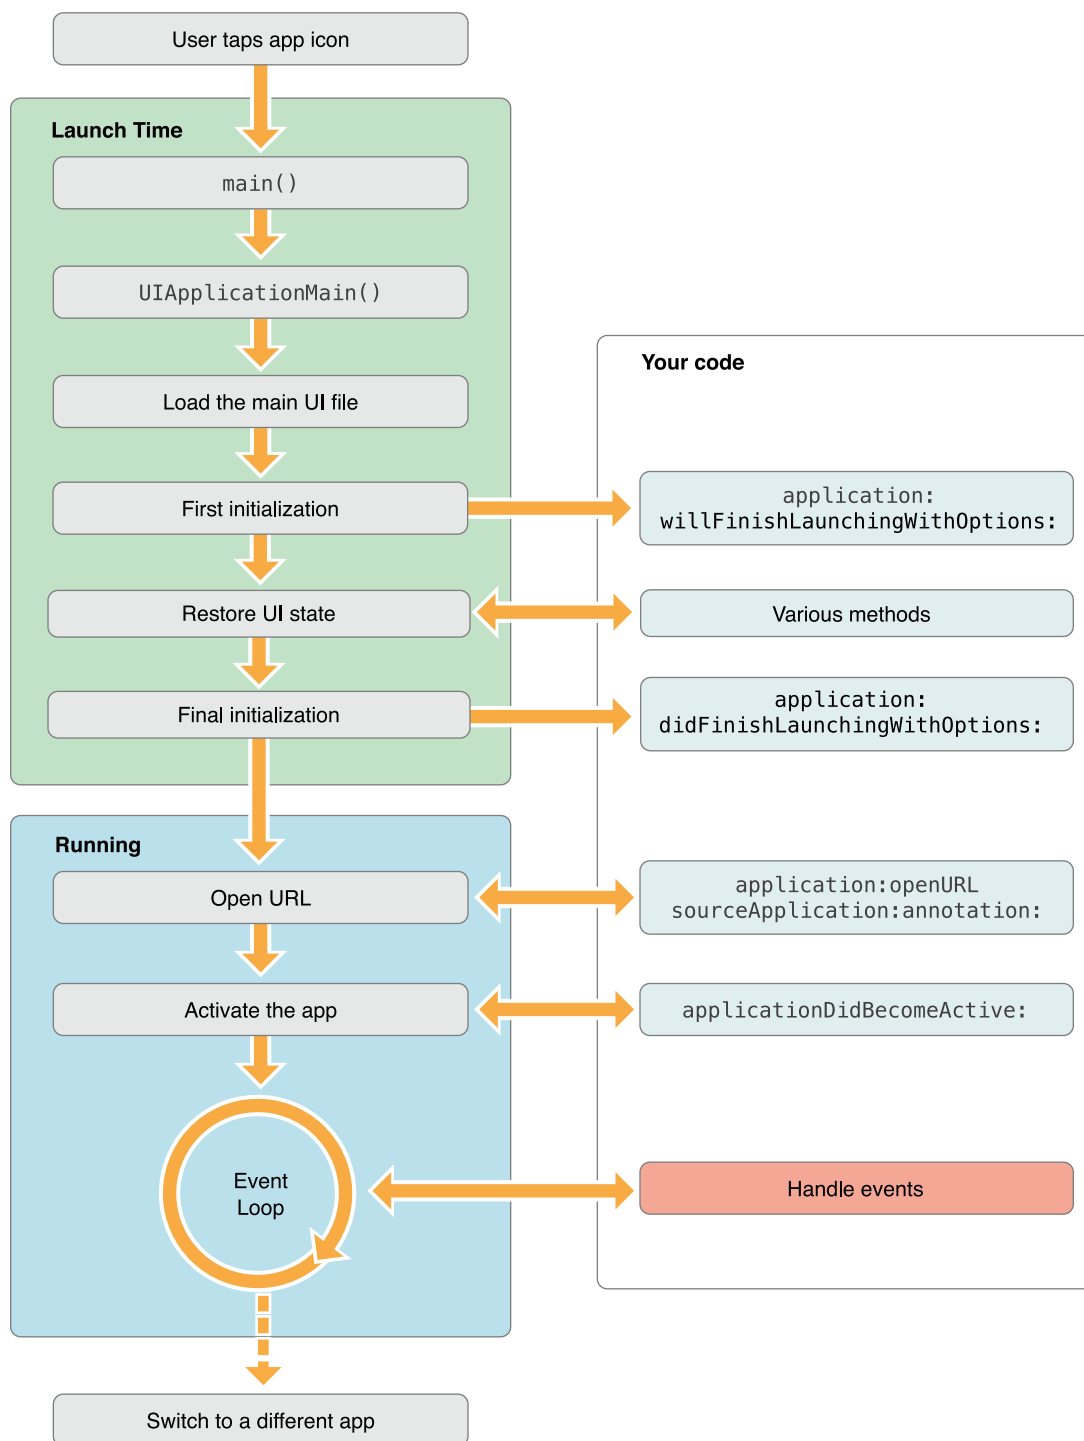 User taps app icon
Launch Time
main()
UIApplicationMain()
Load the main UI file
First initialization
Restore UI state
Final initialization
Running
Open URL
Activate the app
Event
Loop
Switch to a different app
Your code
application:
willFinishLaunchingWithOptions:
Various methods
application:
didFinishLaunchingWithOptions:
application:openURL
sourceApplication:annotation:
applicationDidBecomeActive:
Handle events